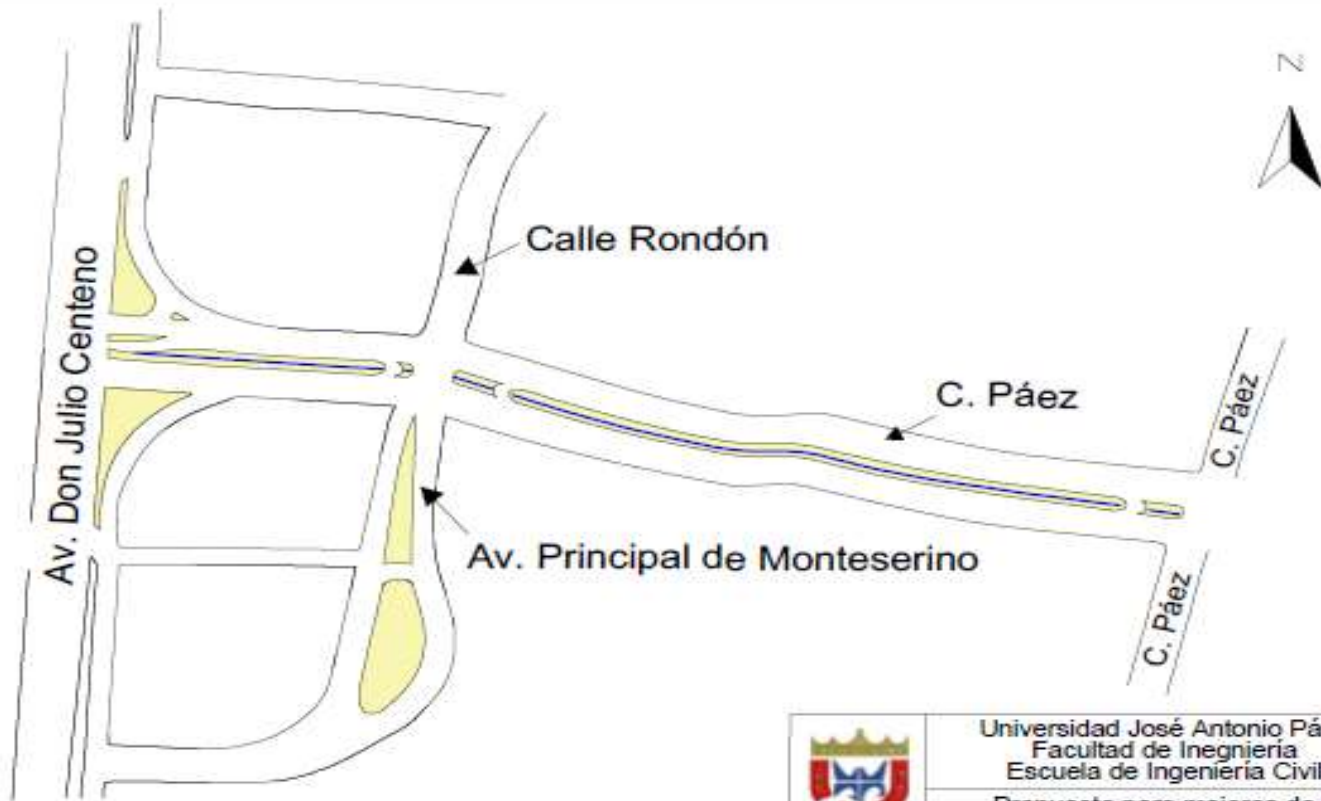 Z
Calle Rondón
Av. Don Julio Centeno
C. Páez
C. Páez
Av. Principal de Monteserino
C. Páez
Universidad José Antonio Pá
Facultad de Inegniería
Escuela de Ingeniería Civil